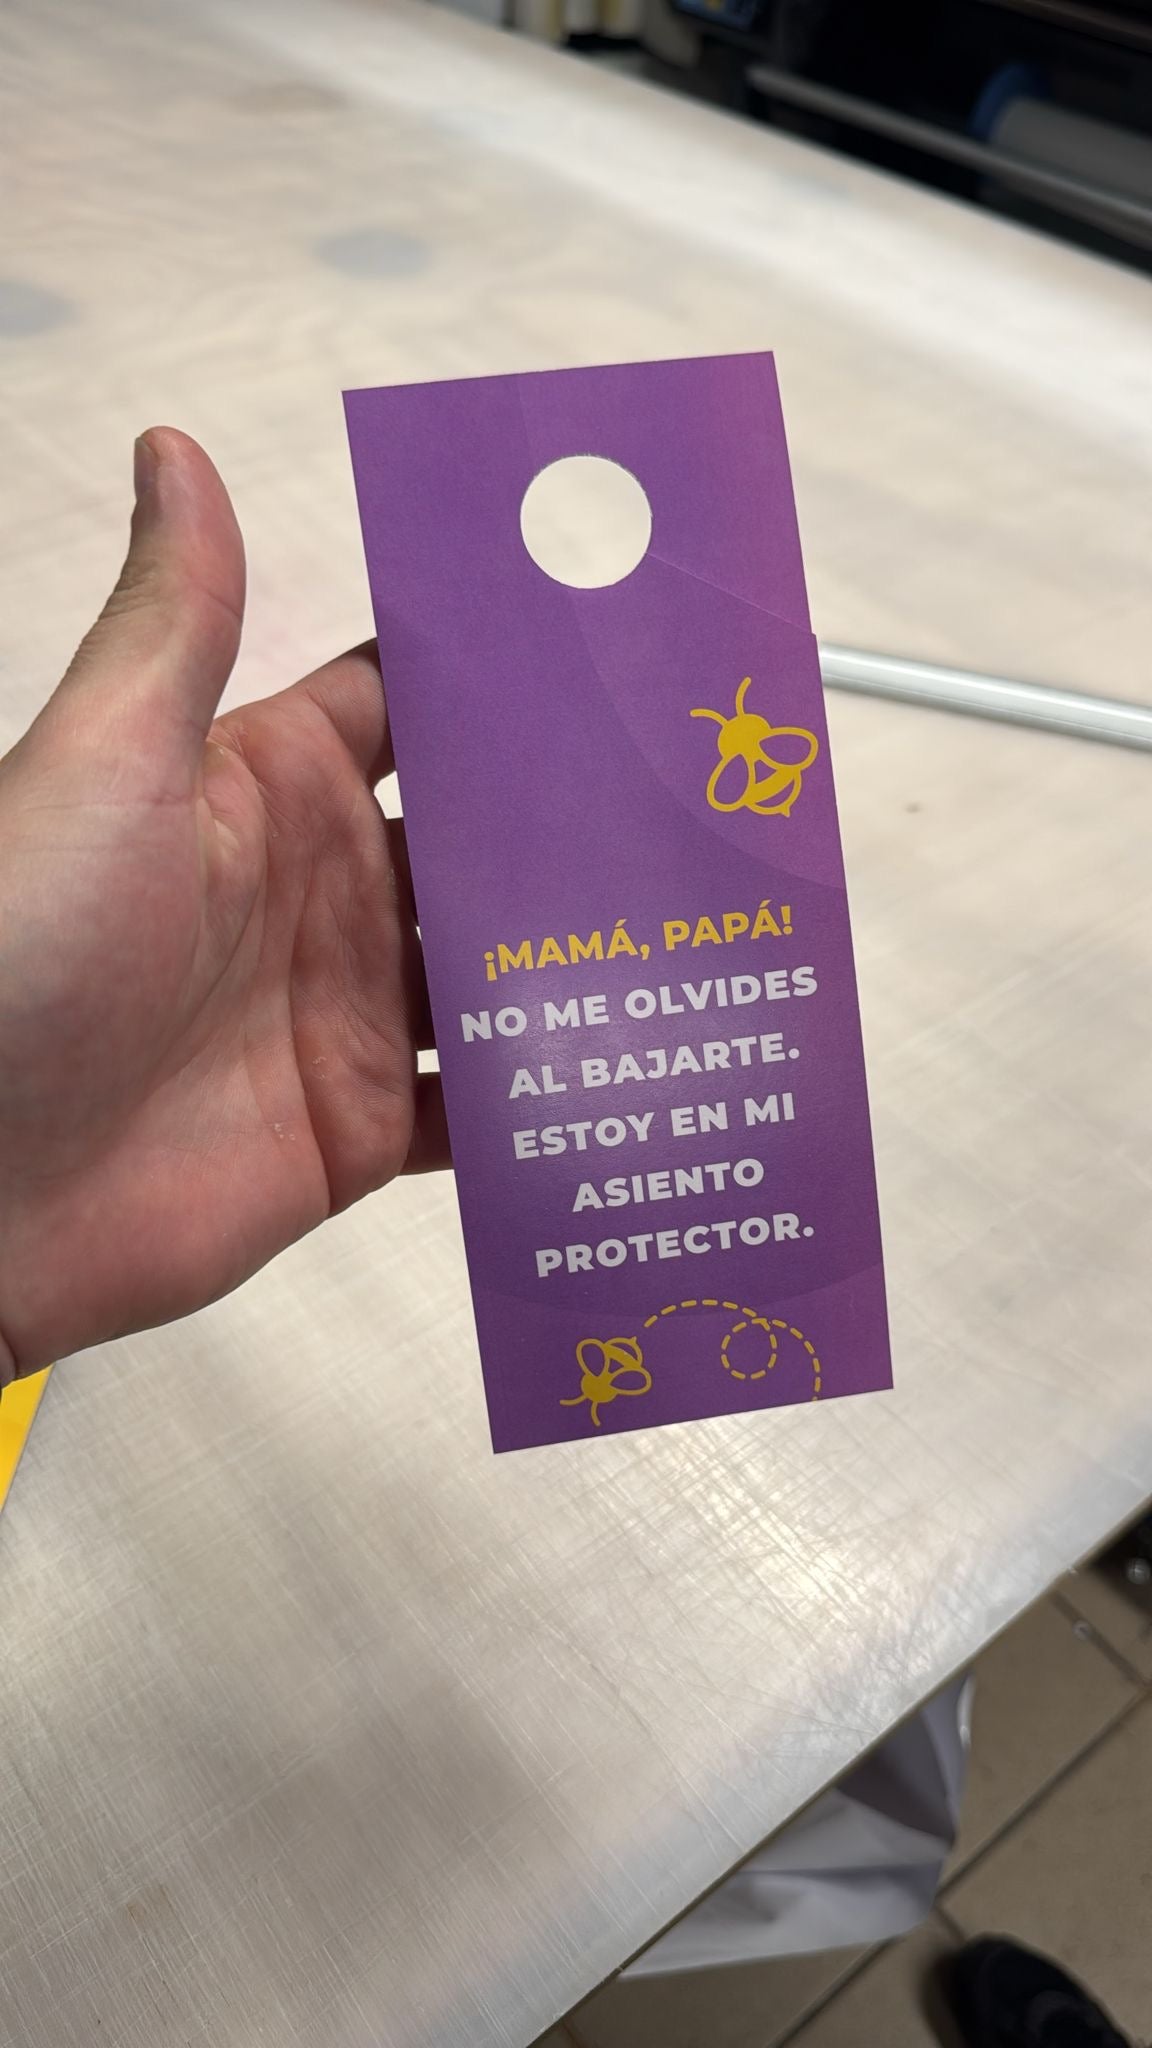 ¡MAMÁ, PAPÁ!
NO ME OLVIDES
AL BAJARTE.
ESTOY EN MI
ASIENTO
PROTECTOR.